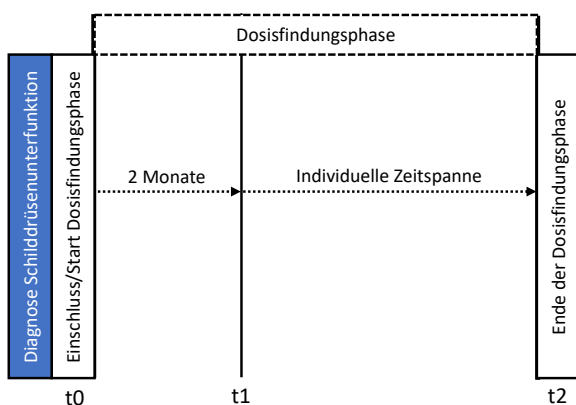 Dosisfindungsphase
Diagnose Schilddrüsenunterfunktion
Einschluss/Start Dosisfindungsphase
2 Monate
Individuelle Zeitspanne
Ende der Dosisfindungsphase
t0
t1
t2